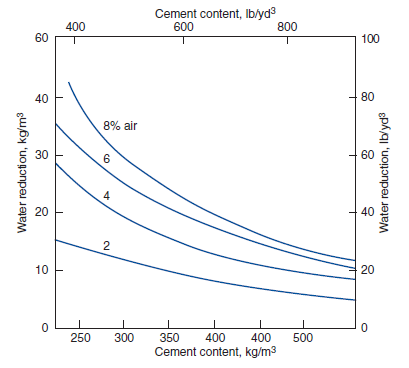 Cement content, lb/yd³
400 600 800
60 100
Water reduction, kg/m³
Water reduction, lb/yd³
8% air
40 80
6
30 60
4
20 40
2
10 20
0 0
250 300 350 400 400 500
Cement content, kg/m³